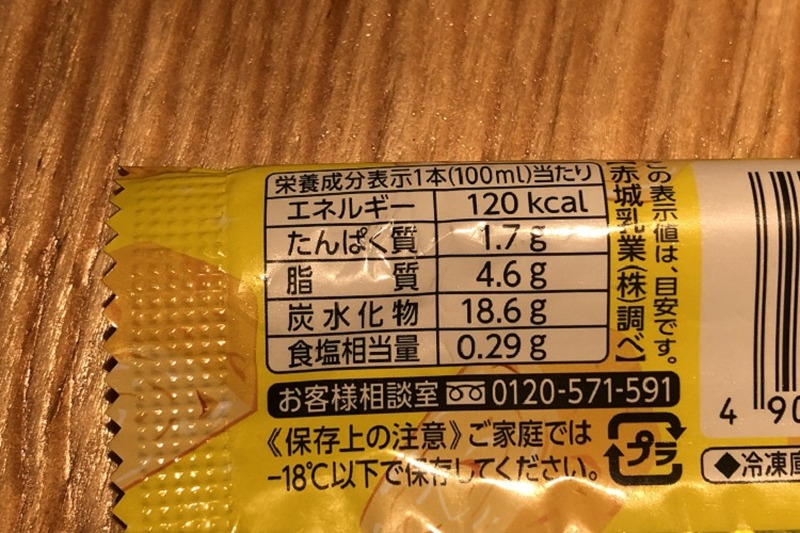 栄養成分表示1本(100ml)当たり
エネルギー 120 kcal
たんぱく質 1.7 g
脂質 4.6 g
炭水化物 18.6 g
食塩相当量 0.29 g
この表示値は、目安です。
【赤城乳業(株)調べ】
お客様相談室 0120-571-591
《保存上の注意》ご家庭では
-18℃以下で保存してください。
プラ
4 90
◆冷凍庫